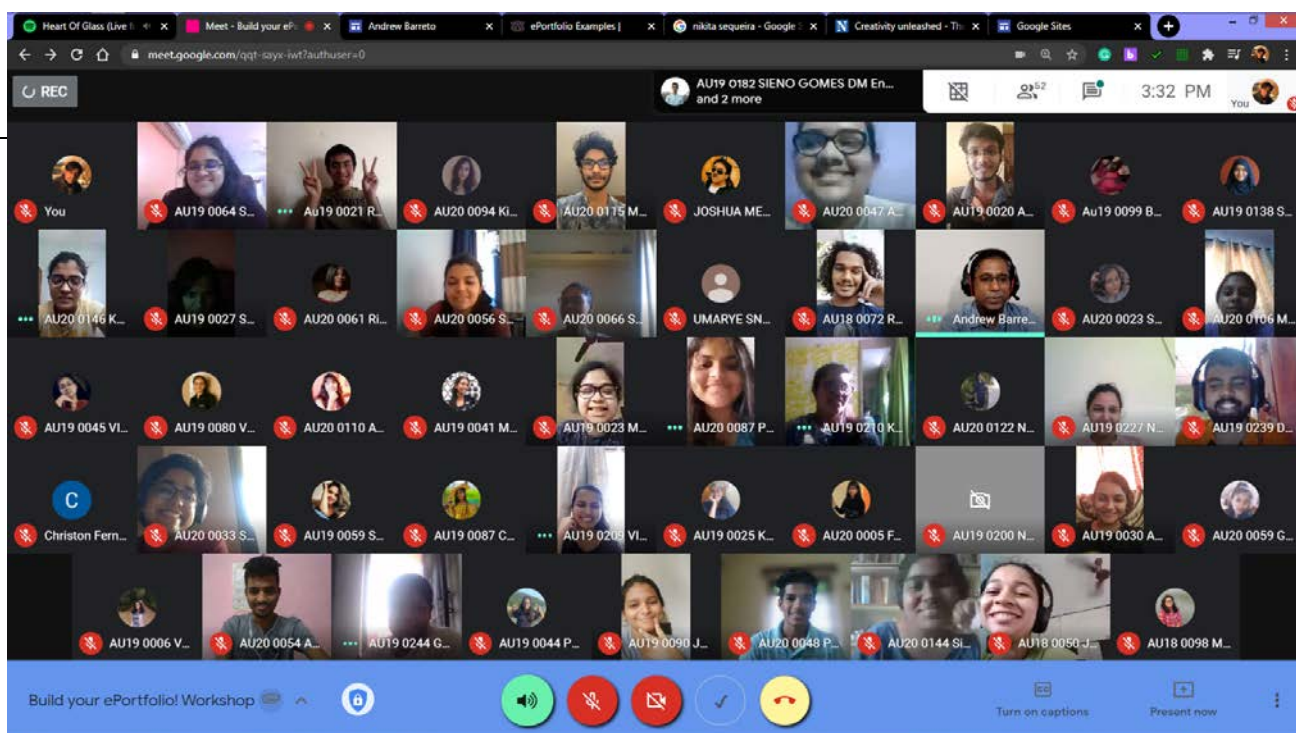 Heart Of Glass (Live
Meet - Build your eP
Andrew Barreto
ePortfolio Examples |
nikita sequeira - Google
Creativity unleashed - Th
Google Sites
meet.google.com/qqt-sayx-iwt?authuser=0
REC
AU19 0182 SIENO GOMES DM En...
and 2 more
52
3:32 PM
You
You
AU19 0064 S...
Au19 0021 R...
AU20 0094 Ki...
AU20 0115 M...
JOSHUA ME...
AU20 0047 A...
AU19 0020 A...
Au19 0099 B...
AU19 0138 S...
AU20 0146 K...
AU19 0027 S...
AU20 0061 Ri...
AU20 0056 S...
AU20 0066 S...
UMARYE SN...
AU18 0072 R...
Andrew Barre...
AU20 0023 S...
AU20 0106 M...
AU19 0045 VI...
AU19 0080 V...
AU20 0110 A...
AU19 0041 M...
AU19 0023 M...
AU20 0087 P...
AU19 0210 K...
AU20 0122 N...
AU19 0227 N...
AU19 0239 D...
C
Christon Fern...
AU20 0033 S...
AU19 0059 S...
AU19 0087 C...
AU19 0209 VI...
AU19 0025 K...
AU20 0005 F...
AU19 0200 N...
AU19 0030 A...
AU20 0059 G...
AU19 0006 V...
AU20 0054 A...
AU19 0244 G...
AU19 0044 P...
AU19 0090 J...
AU20 0048 P...
AU20 0144 Si...
AU18 0050 J...
AU18 0098 M...
Build your ePortfolio! Workshop
Turn on captions
Present now